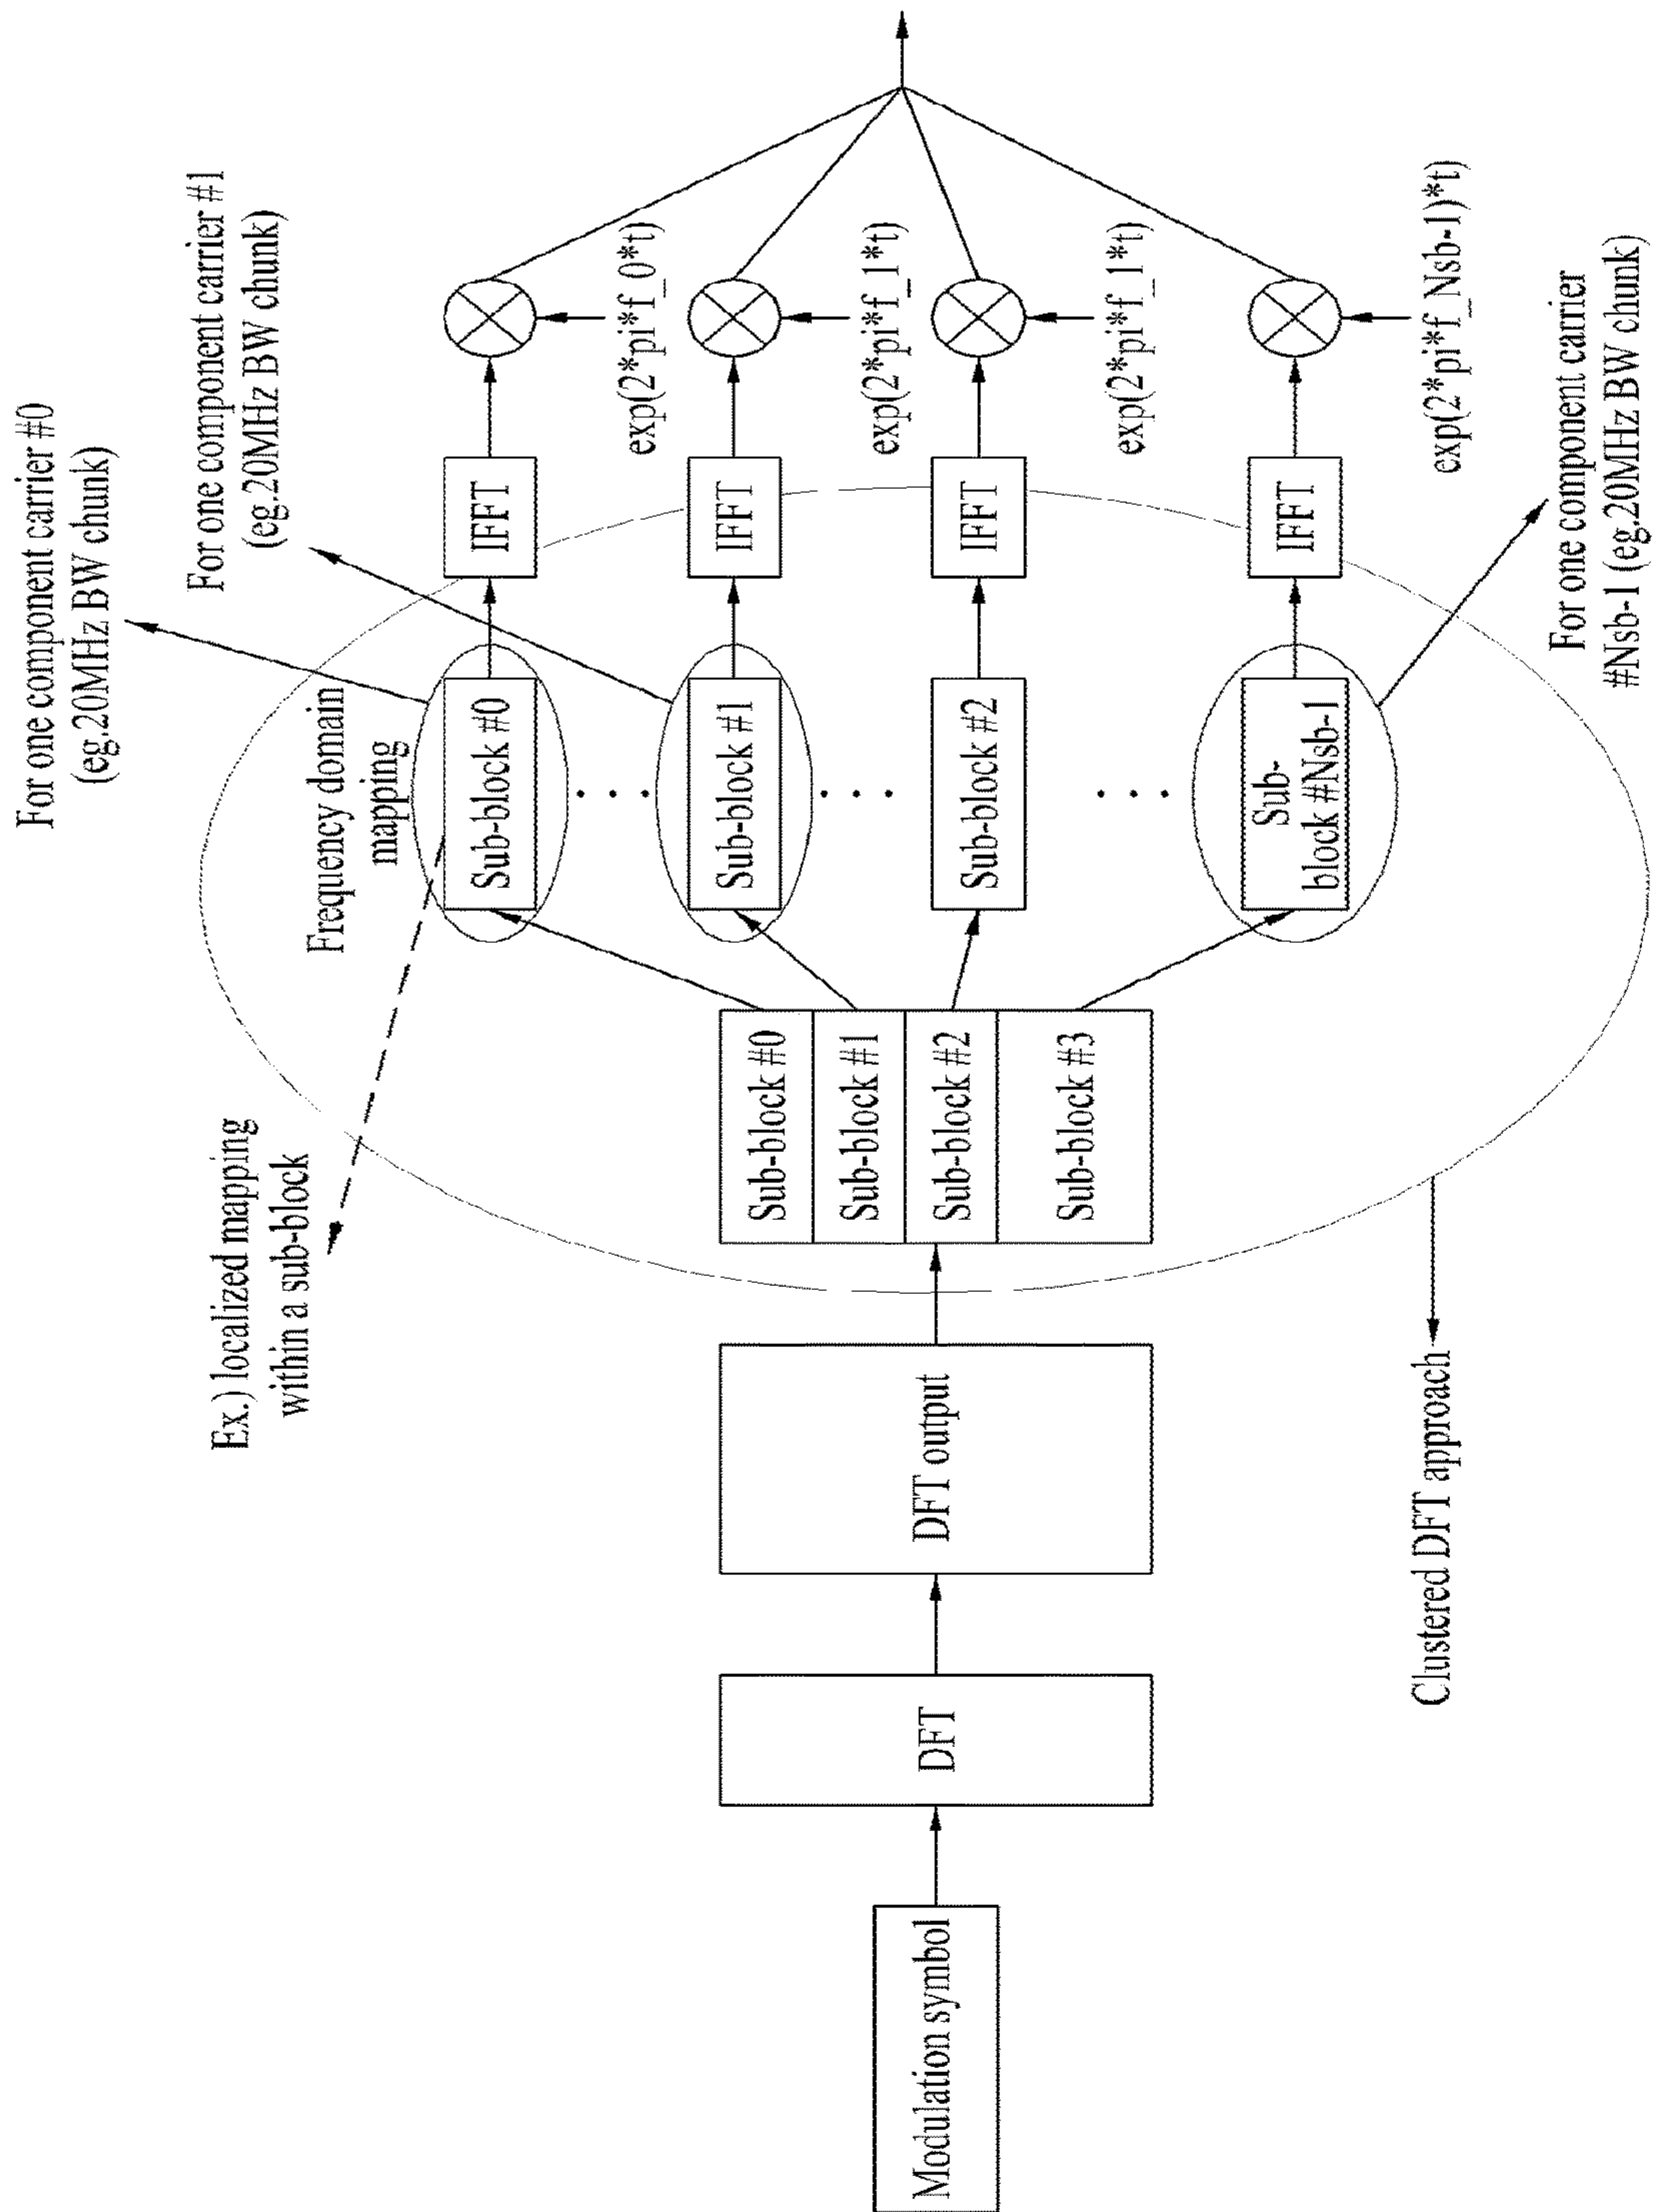 Modulation symbol
DFT
DFT output
Sub-block #0
Sub-block #1
Sub-block #2
Sub-block #3
Ex.) localized mapping
within a sub-block
Frequency domain
mapping
Sub-block #0
Sub-block #1
Sub-block #2
Sub-
block #Nsb-1
For one component carrier #0
(eg.20MHz BW chunk)
For one component carrier #1
(eg.20MHz BW chunk)
IFFT
IFFT
IFFT
IFFT
exp(2*pi*f_0*t)
exp(2*pi*f_1*t)
exp(2*pi*f_1*t)
exp(2*pi*f_Nsb-1)*t)
For one component carrier
#Nsb-1 (eg.20MHz BW chunk)
Clustered DFT approach